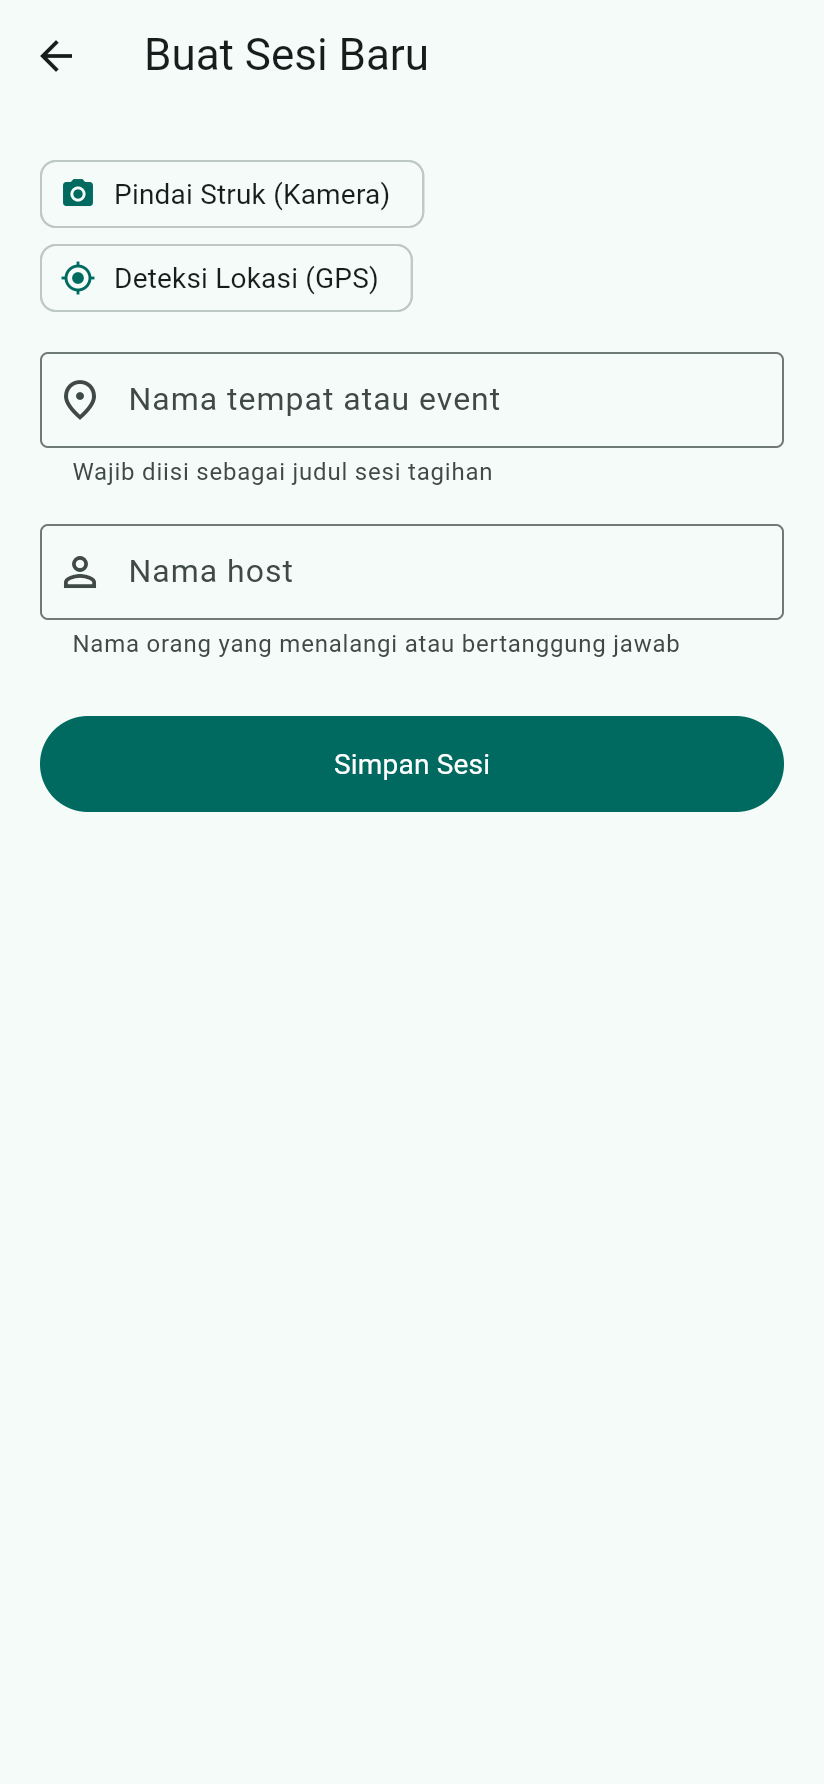 Buat Sesi Baru
Pindai Struk (Kamera)
Deteksi Lokasi (GPS)
Nama tempat atau event
Wajib diisi sebagai judul sesi tagihan
Nama host
Nama orang yang menalangi atau bertanggung jawab
Simpan Sesi